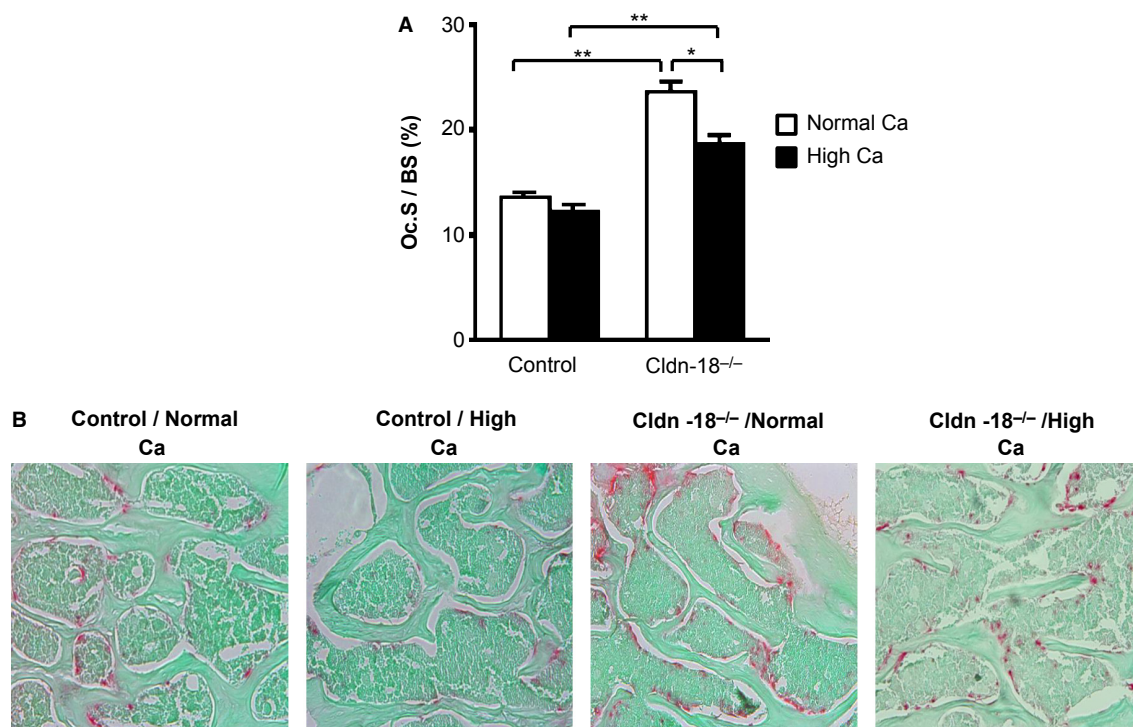 A
30
20
10
0
Oc.S / BS (%)
**
**
*
Normal Ca
High Ca
Control
Cldn-18⁻/⁻
B
Control / Normal
Ca
Control / High
Ca
Cldn -18⁻/⁻ /Normal
Ca
Cldn -18⁻/⁻ /High
Ca